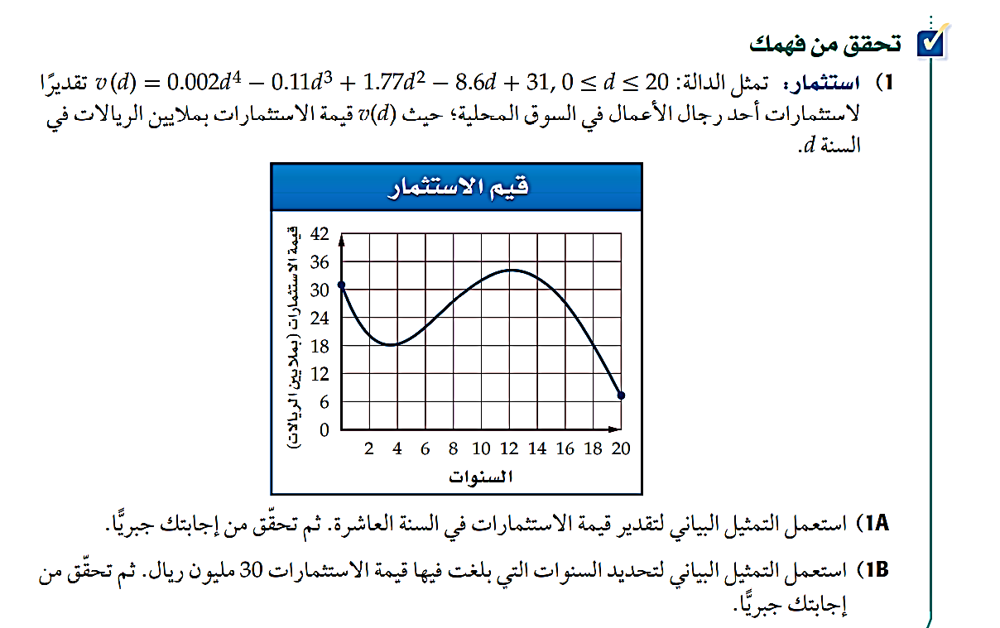 تحقق من فهمك
1) استثمار: تمثل الدالة: v(d) = 0.002d⁴ − 0.11d³ + 1.77d² − 8.6d + 31, 0 ≤ d ≤ 20 تقديرًا
لاستثمارات أحد رجال الأعمال في السوق المحلية؛ حيث v(d) قيمة الاستثمارات بملايين الريالات في
السنة d.
قيم الاستثمار
قيمة الاستثمارات (بملايين الريالات)
42
36
30
24
18
12
6
0
2 4 6 8 10 12 14 16 18 20
السنوات
1A) استعمل التمثيل البياني لتقدير قيمة الاستثمارات في السنة العاشرة. ثم تحقّق من إجابتك جبريًّا.
1B) استعمل التمثيل البياني لتحديد السنوات التي بلغت فيها قيمة الاستثمارات 30 مليون ريال. ثم تحقّق من
إجابتك جبريًّا.